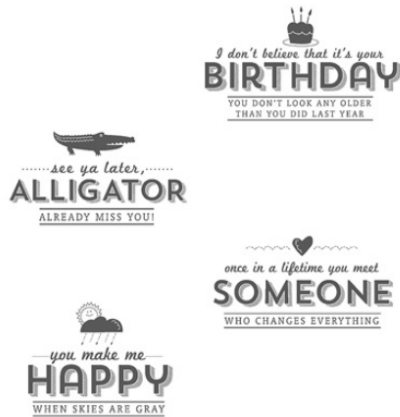 I don't believe that it's your
BIRTHDAY
YOU DON'T LOOK ANY OLDER
THAN YOU DID LAST YEAR
see ya later,
ALLIGATOR
ALREADY MISS YOU!
once in a lifetime you meet
SOMEONE
WHO CHANGES EVERYTHING
you make me
HAPPY
WHEN SKIES ARE GRAY